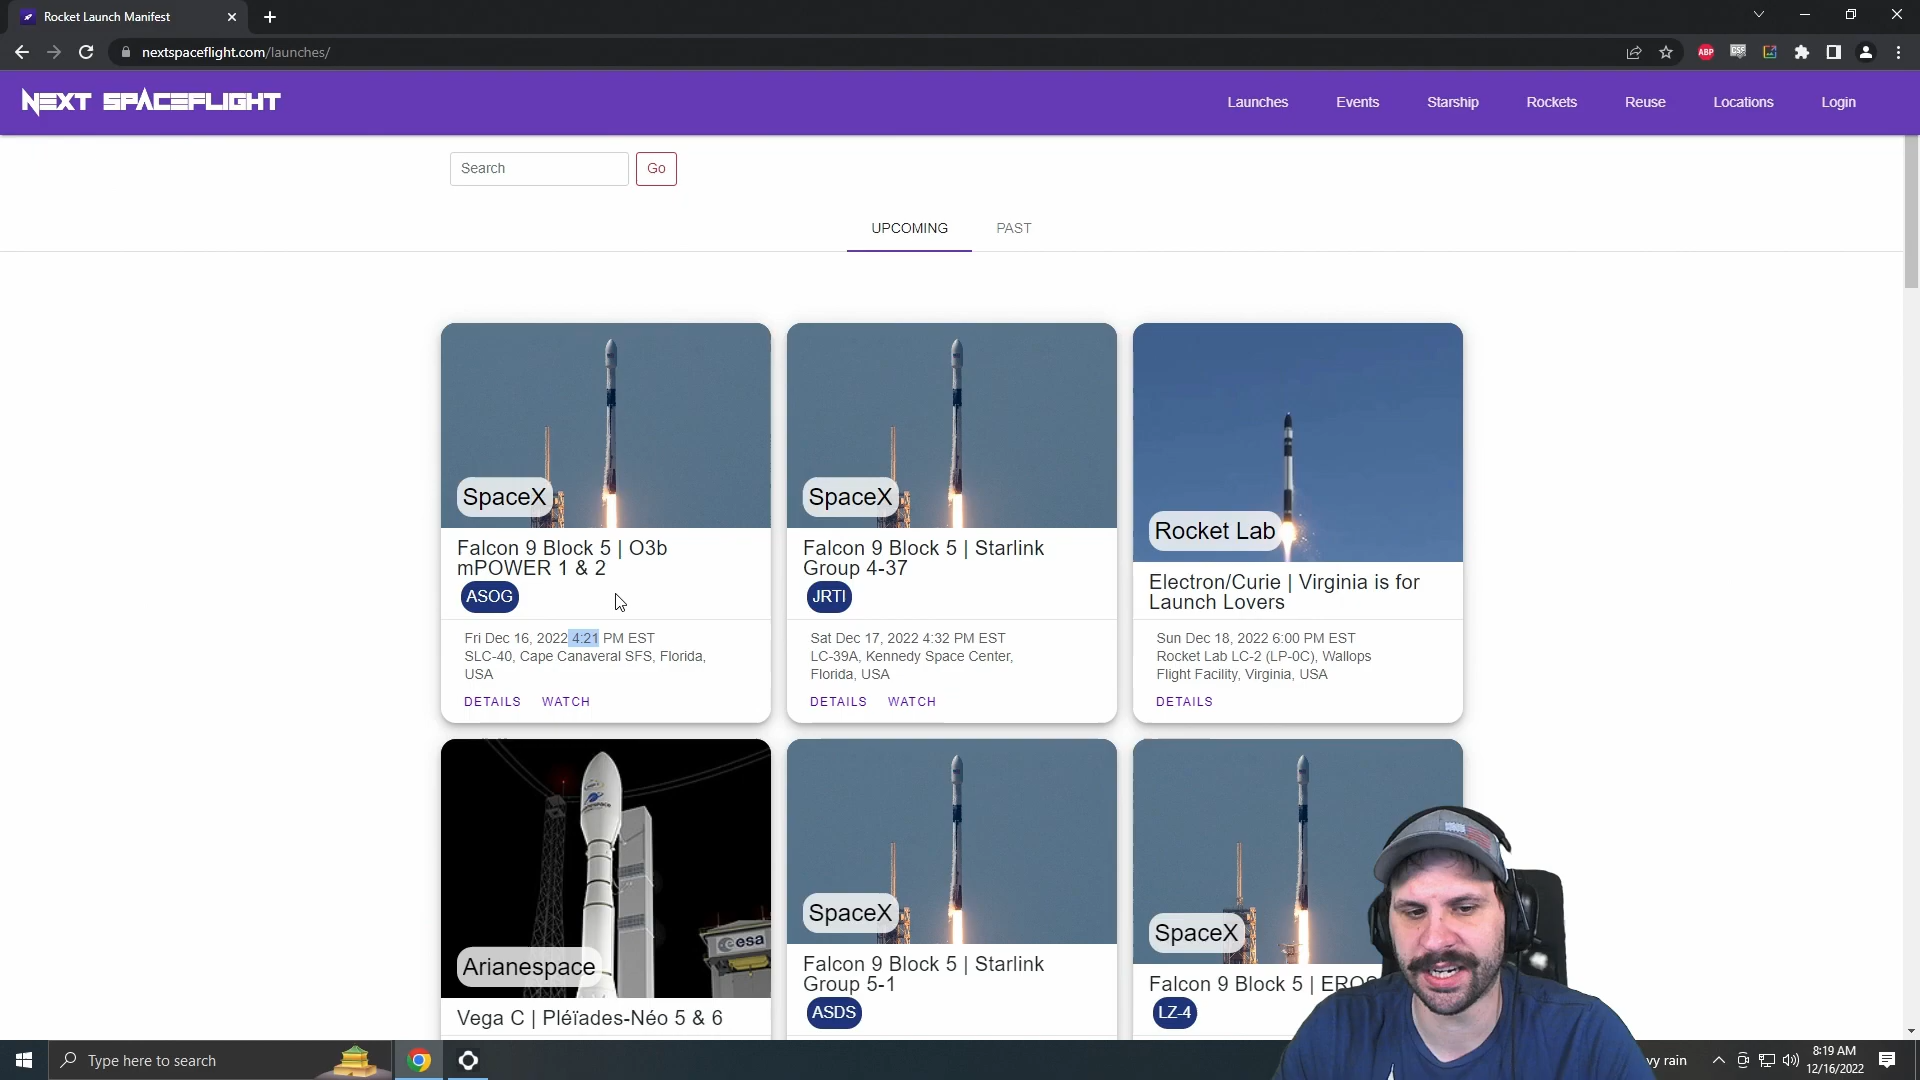 Rocket Launch Manifest
nextspaceflight.com/launches/
ABP
NEXT SPACEFLIGHT
Launches Events Starship Rockets Reuse Locations Login
Search Go
UPCOMING PAST
SpaceX
Falcon 9 Block 5 | O3b
mPOWER 1 & 2
ASOG
Fri Dec 16, 2022 4:21 PM EST
SLC-40, Cape Canaveral SFS, Florida,
USA
DETAILS WATCH
SpaceX
Falcon 9 Block 5 | Starlink
Group 4-37
JRTI
Sat Dec 17, 2022 4:32 PM EST
LC-39A, Kennedy Space Center,
Florida, USA
DETAILS WATCH
Rocket Lab
Electron/Curie | Virginia is for
Launch Lovers
Sun Dec 18, 2022 6:00 PM EST
Rocket Lab LC-2 (LP-0C), Wallops
Flight Facility, Virginia, USA
DETAILS
esa
Arianespace
Vega C | Pléïades-Néo 5 & 6
SpaceX
Falcon 9 Block 5 | Starlink
Group 5-1
ASDS
SpaceX
Falcon 9 Block 5 | EROS
LZ-4
Type here to search
vy rain
8:19 AM
12/16/2022